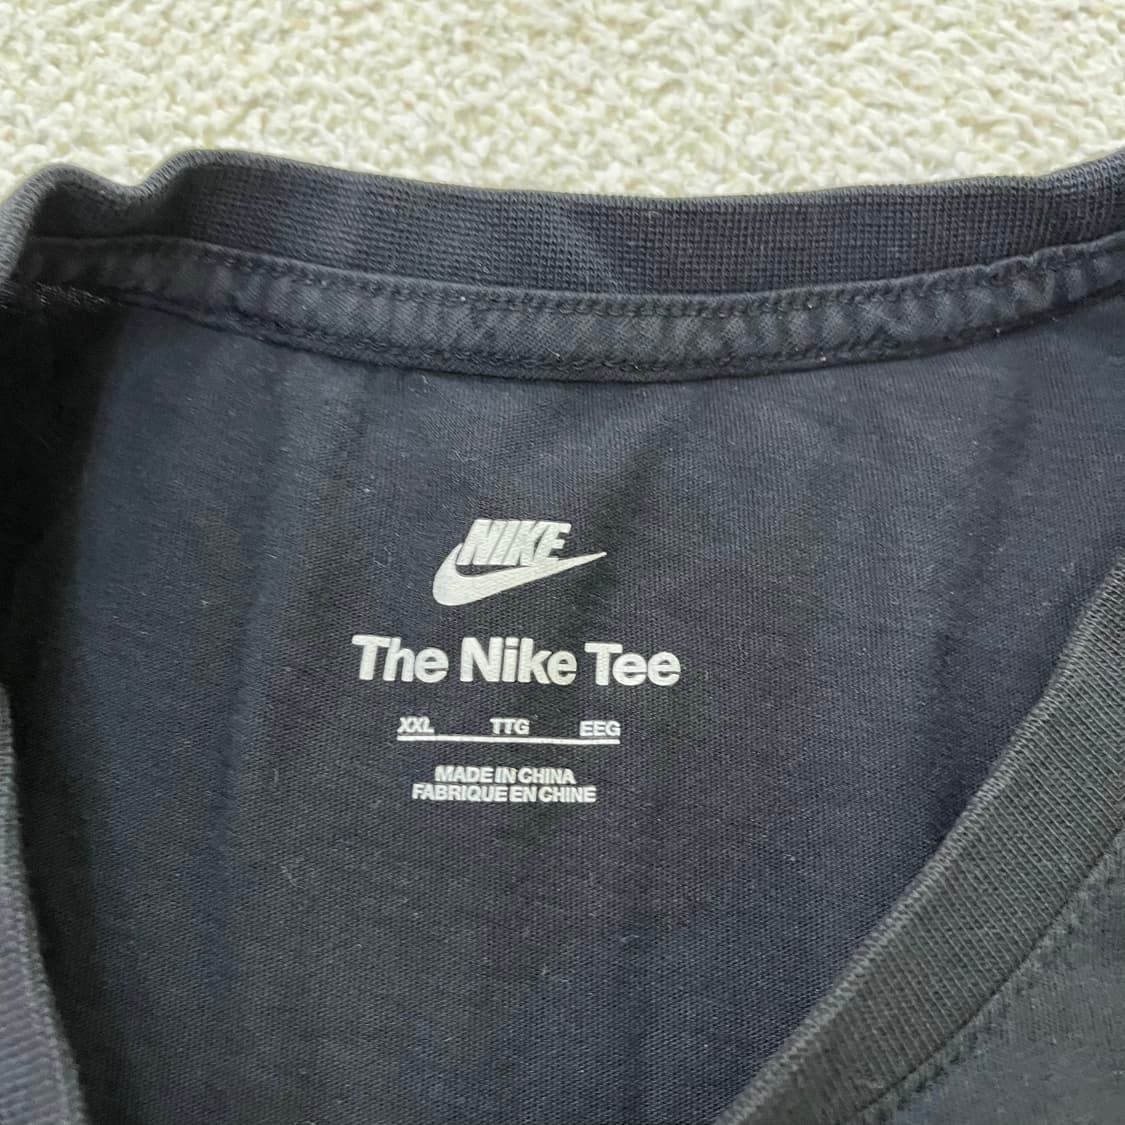 NIKE
The Nike Tee
XXL TTG EEG
MADE IN CHINA
FABRIQUE EN CHINE